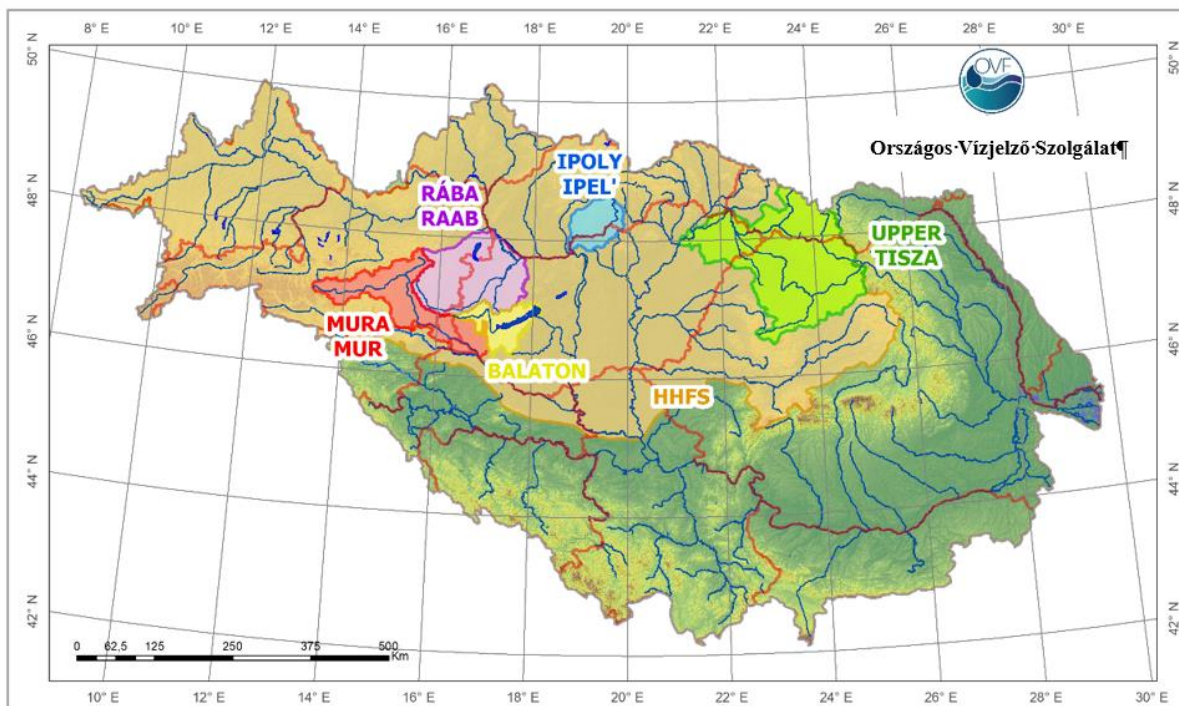 8° E 10° E 12° E 14° E 16° E 18° E 20° E 22° E 24° E 26° E 28° E 30° E
50° N
50° N
OVF
Országos·Vízjelző·Szolgálat¶
IPOLY
IPEL'
RÁBA
RAAB
48° N
48° N
UPPER
TISZA
MURA
MUR
46° N
46° N
BALATON
HHFS
44° N
44° N
42° N
42° N
0 62,5 125 250 375 500
Km
10° E 12° E 14° E 16° E 18° E 20° E 22° E 24° E 26° E 28° E 30° E